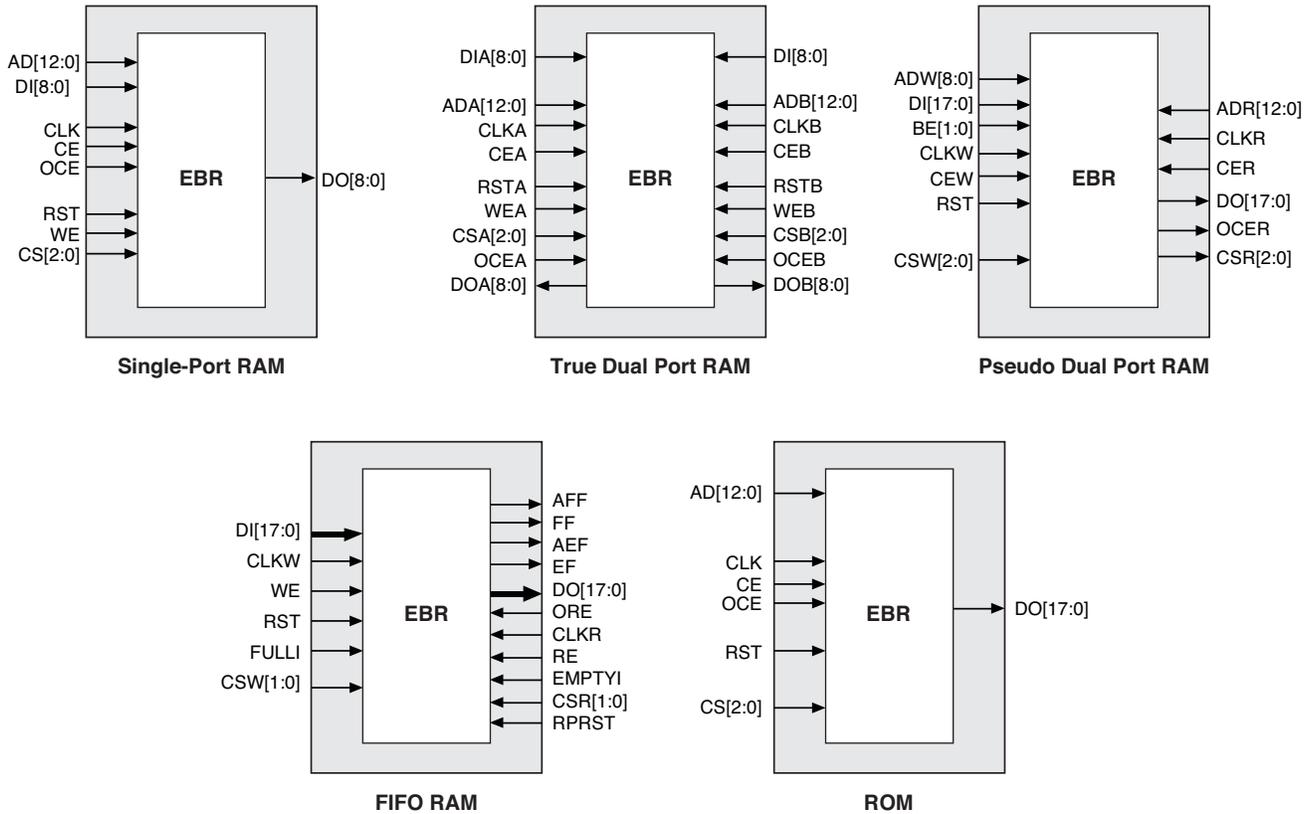 AD[12:0]
DI[8:0]
CLK
CE
OCE
RST
WE
CS[2:0]
EBR
DO[8:0]
Single-Port RAM
DIA[8:0]
ADA[12:0]
CLKA
CEA
RSTA
WEA
CSA[2:0]
OCEA
DOA[8:0]
EBR
DI[8:0]
ADB[12:0]
CLKB
CEB
RSTB
WEB
CSB[2:0]
OCEB
DOB[8:0]
True Dual Port RAM
ADW[8:0]
DI[17:0]
BE[1:0]
CLKW
CEW
RST
CSW[2:0]
EBR
ADR[12:0]
CLKR
CER
DO[17:0]
OCER
CSR[2:0]
Pseudo Dual Port RAM
DI[17:0]
CLKW
WE
RST
FULLI
CSW[1:0]
EBR
AFF
FF
AEF
EF
DO[17:0]
ORE
CLKR
RE
EMPTYI
CSR[1:0]
RPRST
FIFO RAM
AD[12:0]
CLK
CE
OCE
RST
CS[2:0]
EBR
DO[17:0]
ROM